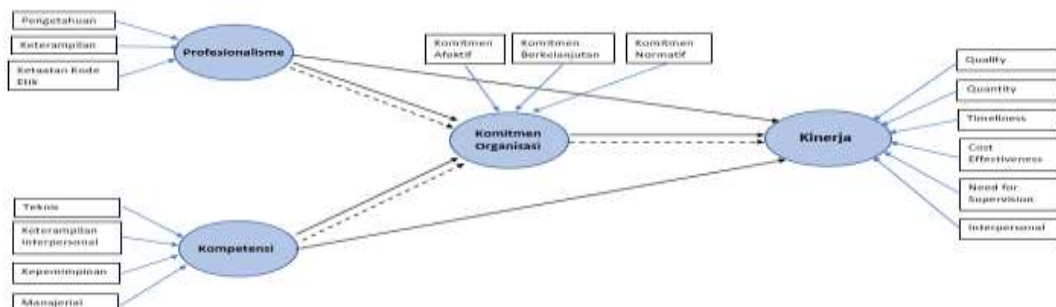 Pengetahuan
Keterampilan
Ketaatan Kode
Etik
Profesionalisme
Komitmen
Afektif
Komitmen
Berkelanjutan
Komitmen
Normatif
Komitmen
Organisasi
Kinerja
Quality
Quantity
Timeliness
Cost
Effectiveness
Need for
Supervision
Interpersonal
Teknis
Keterampilan
Interpersonal
Kepemimpinan
Manajerial
Kompetensi